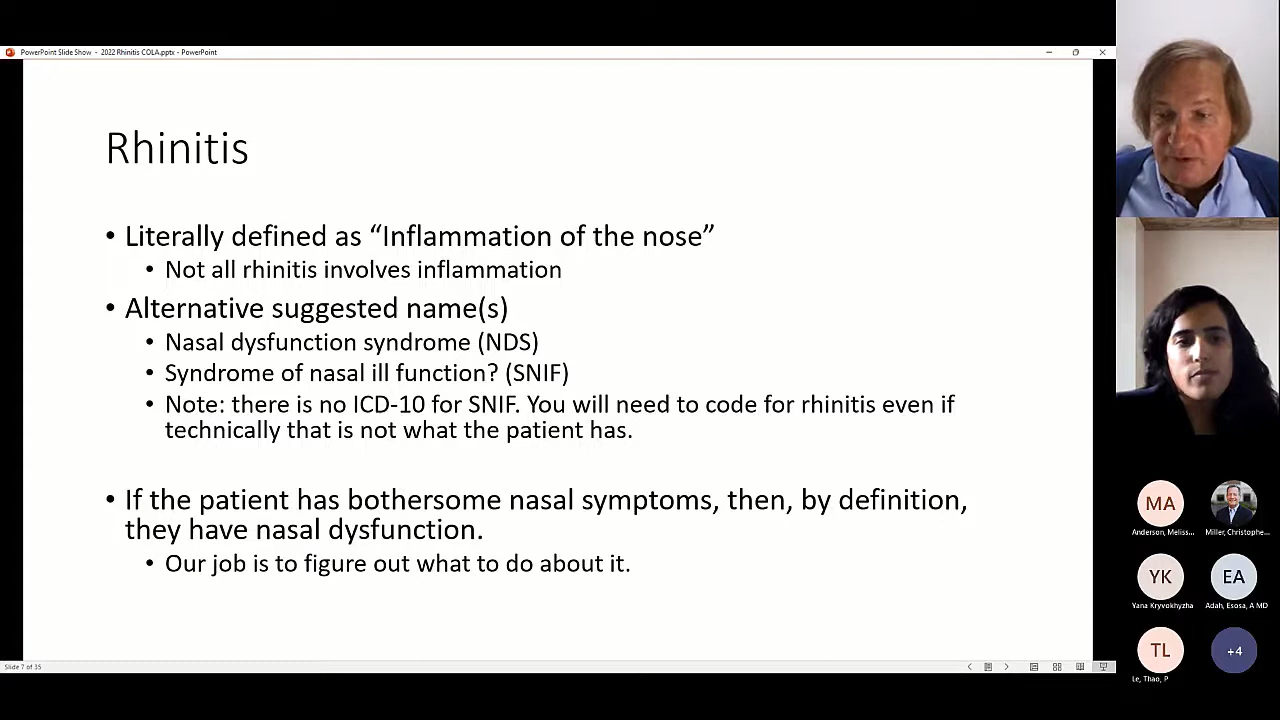 PowerPoint Slide Show - 2022 Rhinitis COLA.pptx - PowerPoint
Rhinitis
• Literally defined as “Inflammation of the nose”
• Not all rhinitis involves inflammation
• Alternative suggested name(s)
• Nasal dysfunction syndrome (NDS)
• Syndrome of nasal ill function? (SNIF)
• Note: there is no ICD-10 for SNIF. You will need to code for rhinitis even if
technically that is not what the patient has.
• If the patient has bothersome nasal symptoms, then, by definition,
they have nasal dysfunction.
• Our job is to figure out what to do about it.
Slide 7 of 35
MA
Anderson, Meliss...
Miller, Christophe...
YK
Yana Kryvokhyzha
EA
Adah, Esosa, A MD
TL
Le, Thao, P
+4